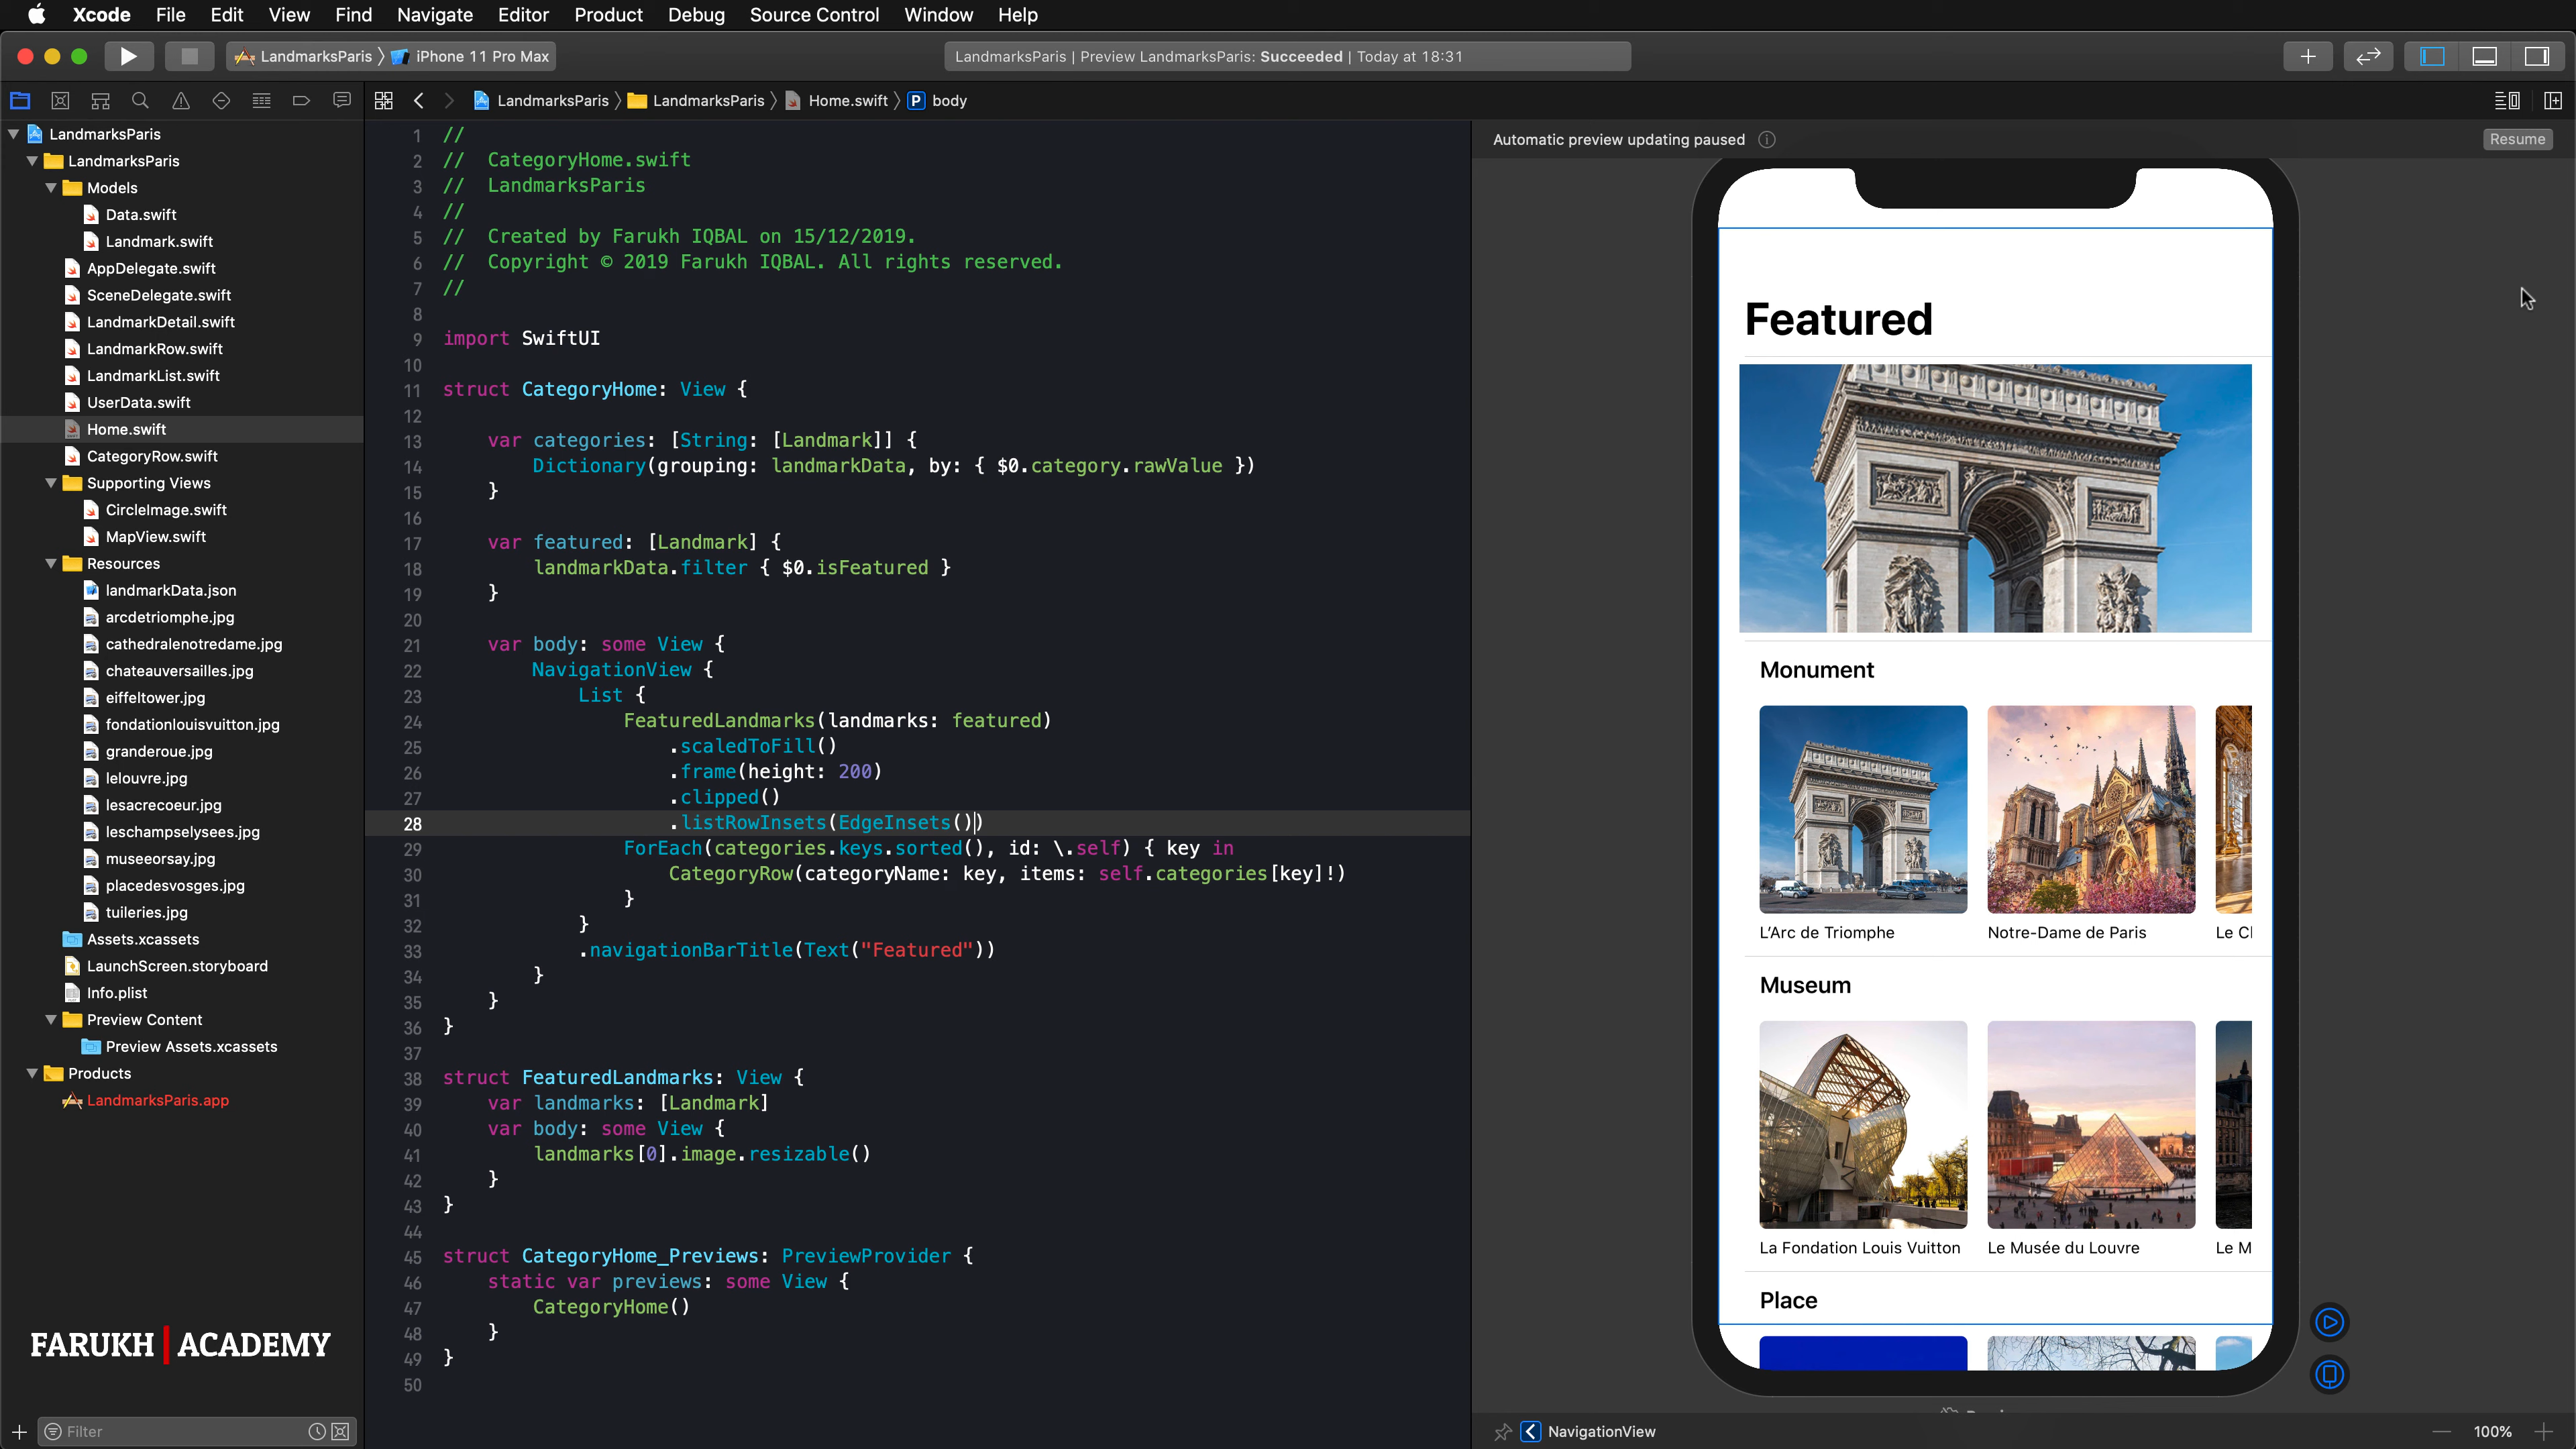 Xcode File Edit View Find Navigate Editor Product Debug Source Control Window Help
LandmarksParis iPhone 11 Pro Max
LandmarksParis | Preview LandmarksParis: Succeeded | Today at 18:31
LandmarksParis LandmarksParis Home.swift P body
LandmarksParis
LandmarksParis
Models
Data.swift
Landmark.swift
AppDelegate.swift
SceneDelegate.swift
LandmarkDetail.swift
LandmarkRow.swift
LandmarkList.swift
UserData.swift
Home.swift
CategoryRow.swift
Supporting Views
CircleImage.swift
MapView.swift
Resources
landmarkData.json
arcdetriomphe.jpg
cathedralenotredame.jpg
chateauversailles.jpg
eiffeltower.jpg
fondationlouisvuitton.jpg
granderoue.jpg
lelouvre.jpg
lesacrecoeur.jpg
leschampselysees.jpg
museeorsay.jpg
placedesvosges.jpg
tuileries.jpg
Assets.xcassets
LaunchScreen.storyboard
Info.plist
Preview Content
Preview Assets.xcassets
Products
LandmarksParis.app
FARUKH | ACADEMY
Filter
1 //
2 // CategoryHome.swift
3 // LandmarksParis
4 //
5 // Created by Farukh IQBAL on 15/12/2019.
6 // Copyright © 2019 Farukh IQBAL. All rights reserved.
7 //
8
9 import SwiftUI
10
11 struct CategoryHome: View {
12
13 var categories: [String: [Landmark]] {
14 Dictionary(grouping: landmarkData, by: { $0.category.rawValue })
15 }
16
17 var featured: [Landmark] {
18 landmarkData.filter { $0.isFeatured }
19 }
20
21 var body: some View {
22 NavigationView {
23 List {
24 FeaturedLandmarks(landmarks: featured)
25 .scaledToFill()
26 .frame(height: 200)
27 .clipped()
28 .listRowInsets(EdgeInsets())
29 ForEach(categories.keys.sorted(), id: \.self) { key in
30 CategoryRow(categoryName: key, items: self.categories[key]!)
31 }
32 }
33 .navigationBarTitle(Text("Featured"))
34 }
35 }
36 }
37
38 struct FeaturedLandmarks: View {
39 var landmarks: [Landmark]
40 var body: some View {
41 landmarks[0].image.resizable()
42 }
43 }
44
45 struct CategoryHome_Previews: PreviewProvider {
46 static var previews: some View {
47 CategoryHome()
48 }
49 }
50
Automatic preview updating paused
Resume
Featured
Monument
L'Arc de Triomphe Notre-Dame de Paris Le C
Museum
La Fondation Louis Vuitton Le Musée du Louvre Le M
Place
NavigationView
100%